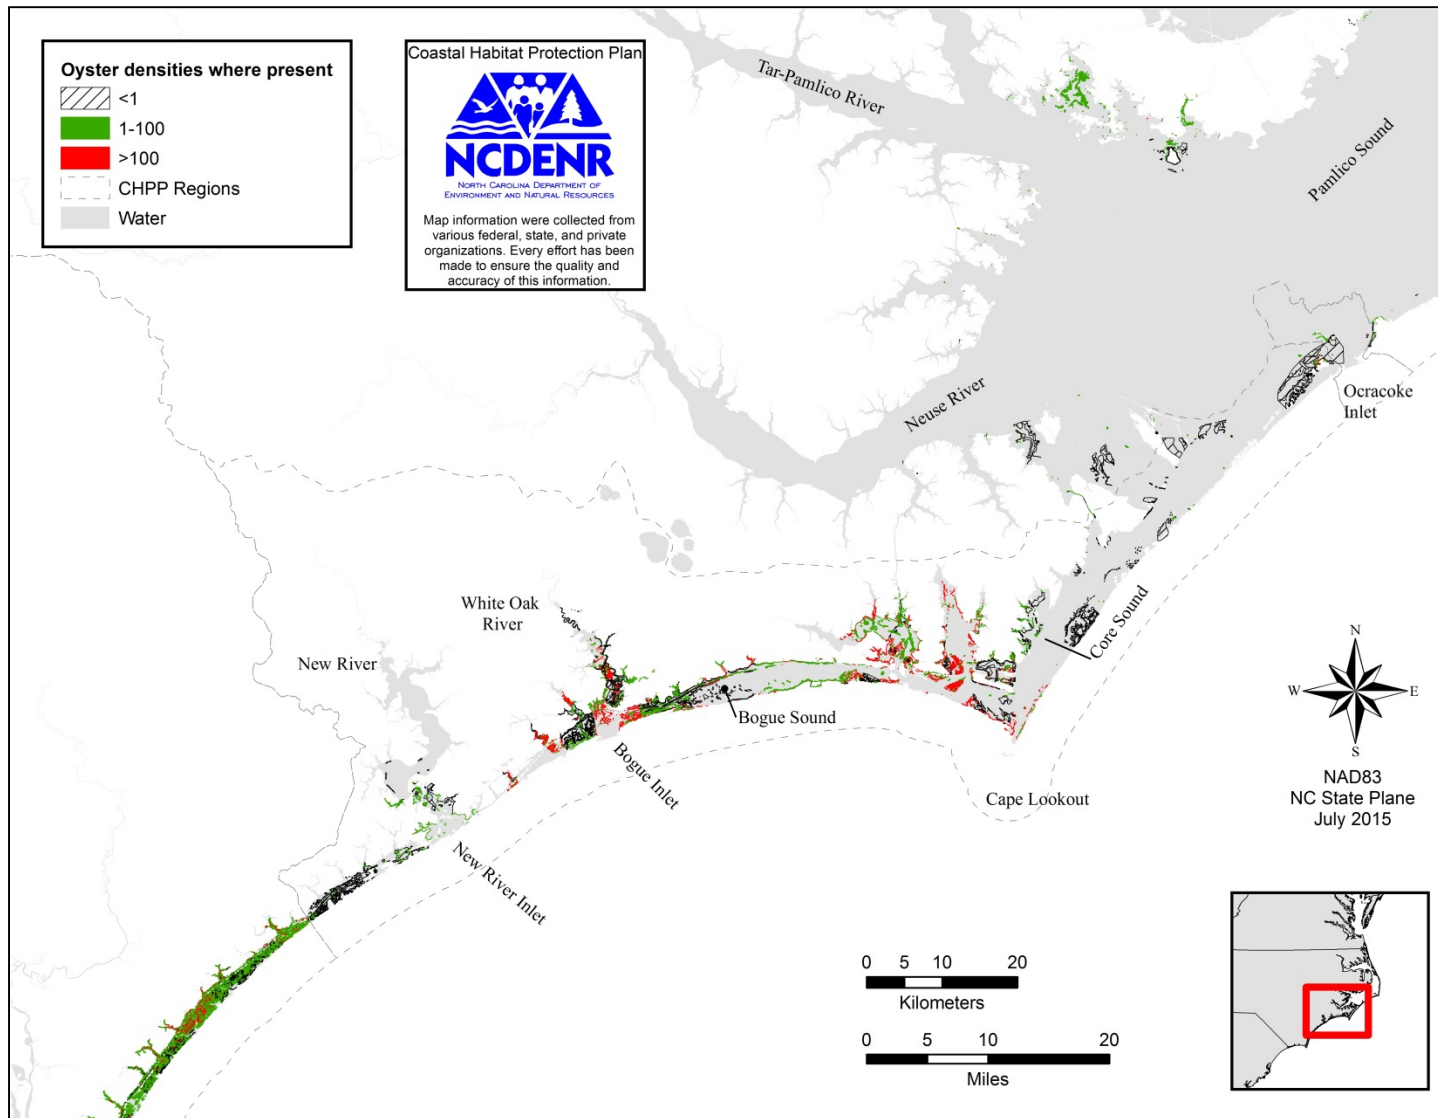 Oyster densities where present
<1
1-100
>100
CHPP Regions
Water
Coastal Habitat Protection Plan
NCDENR
North Carolina Department of
Environment and Natural Resources
Map information were collected from
various federal, state, and private
organizations. Every effort has been
made to ensure the quality and
accuracy of this information.
Tar-Pamlico River
Pamlico Sound
Neuse River
Ocracoke
Inlet
White Oak
River
New River
Core Sound
Bogue Sound
Bogue Inlet
Cape Lookout
New River Inlet
N
W E
S
NAD83
NC State Plane
July 2015
0 5 10 20
Kilometers
0 5 10 20
Miles